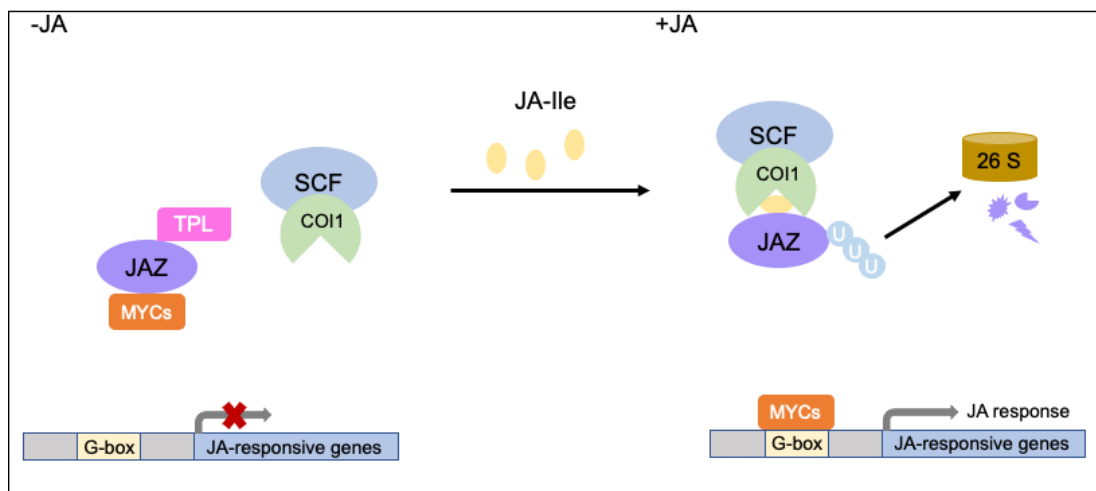 -JA
+JA
JA-Ile
SCF
COI1
TPL
JAZ
MYCs
SCF
COI1
JAZ
U
U
U
26 S
G-box
JA-responsive genes
MYCs
JA response
G-box
JA-responsive genes